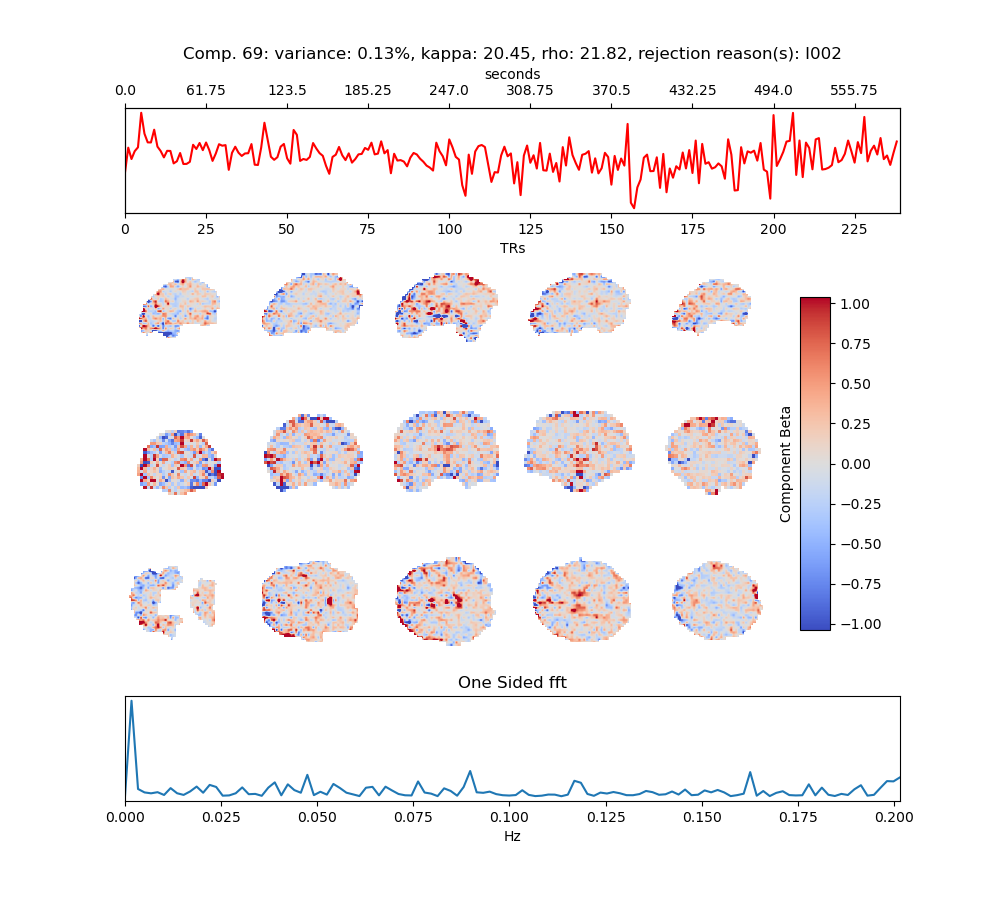 Comp. 69: variance: 0.13%, kappa: 20.45, rho: 21.82, rejection reason(s): I002
seconds
0.0 61.75 123.5 185.25 247.0 308.75 370.5 432.25 494.0 555.75
0 25 50 75 100 125 150 175 200 225
TRs
1.00
0.75
0.50
0.25
0.00
−0.25
−0.50
−0.75
−1.00
Component Beta
One Sided fft
0.000 0.025 0.050 0.075 0.100 0.125 0.150 0.175 0.200
Hz